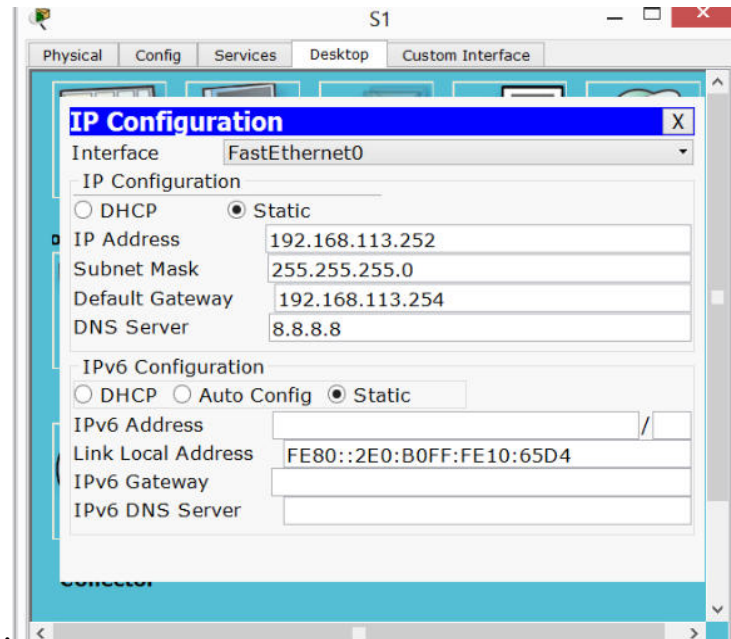 S1
Physical Config Services Desktop Custom Interface
IP Configuration X
Interface FastEthernet0
IP Configuration
DHCP Static
IP Address 192.168.113.252
Subnet Mask 255.255.255.0
Default Gateway 192.168.113.254
DNS Server 8.8.8.8
IPv6 Configuration
DHCP Auto Config Static
IPv6 Address /
Link Local Address FE80::2E0:B0FF:FE10:65D4
IPv6 Gateway
IPv6 DNS Server